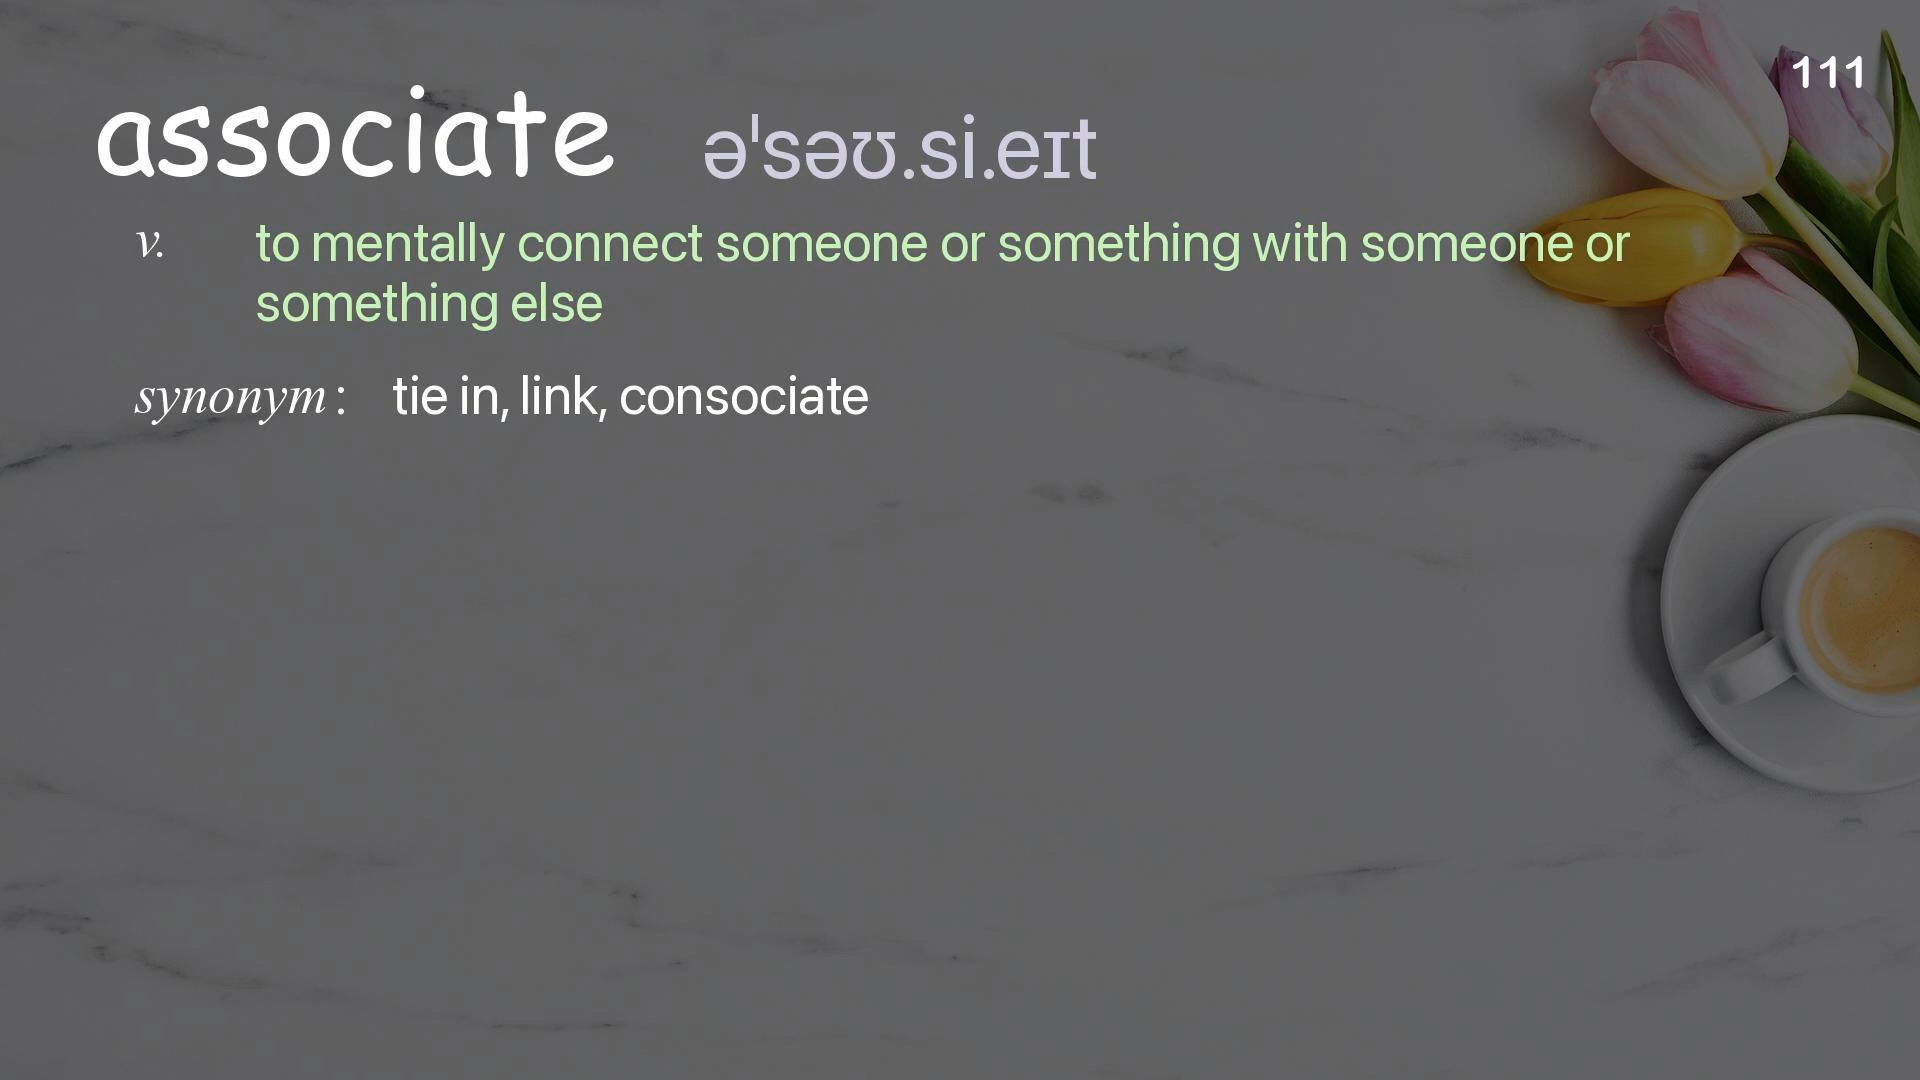 111
associate əˈsəʊ.si.eɪt
v. to mentally connect someone or something with someone or
something else
synonym: tie in, link, consociate